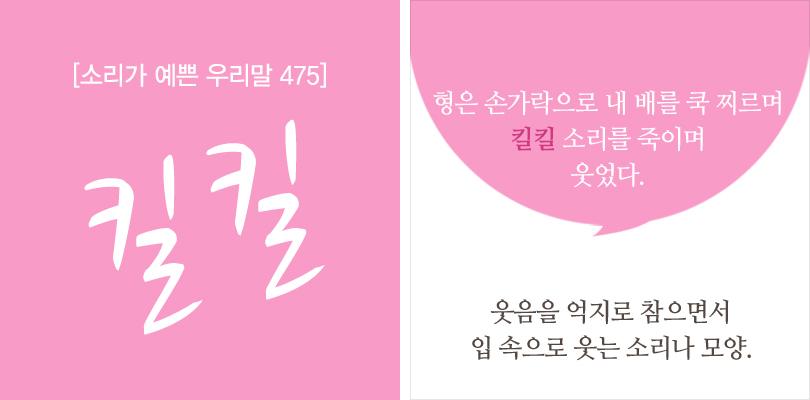 [소리가 예쁜 우리말 475]
킬킬
형은 손가락으로 내 배를 쿡 찌르며
킬킬 소리를 죽이며
웃었다.
웃음을 억지로 참으면서
입 속으로 웃는 소리나 모양.